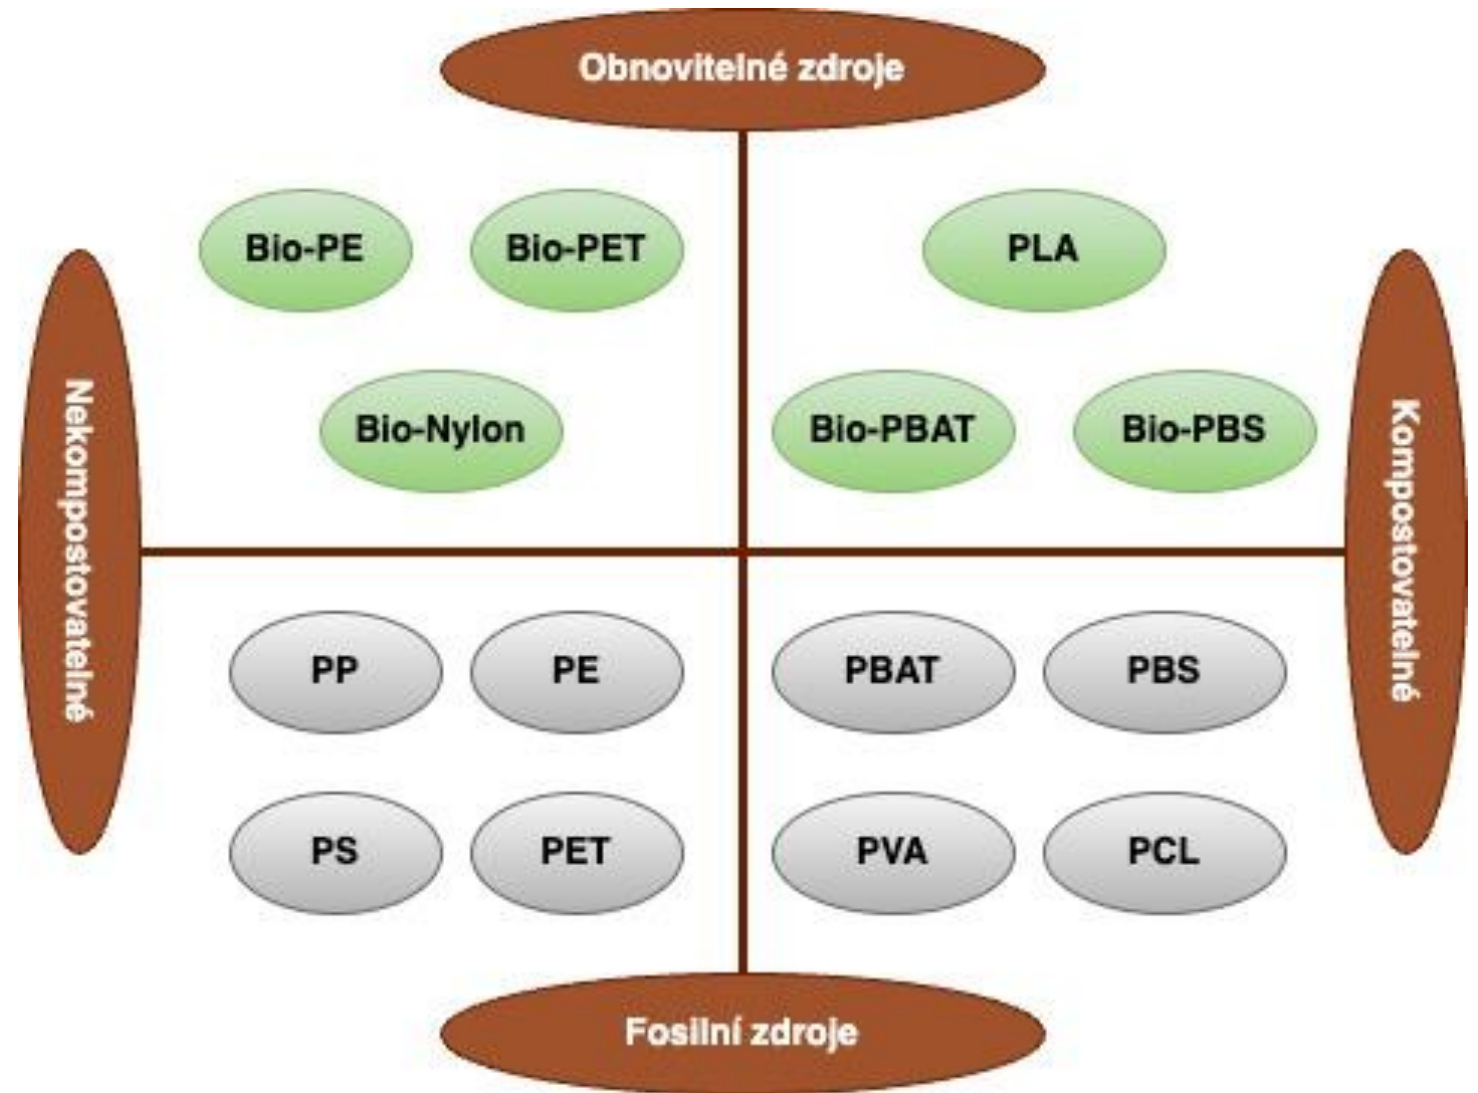 Obnovitelné zdroje
Bio-PE
Bio-PET
PLA
Nekompostovatelné
Kompostovatelné
Bio-Nylon
Bio-PBAT
Bio-PBS
PP
PE
PBAT
PBS
PS
PET
PVA
PCL
Fosilní zdroje